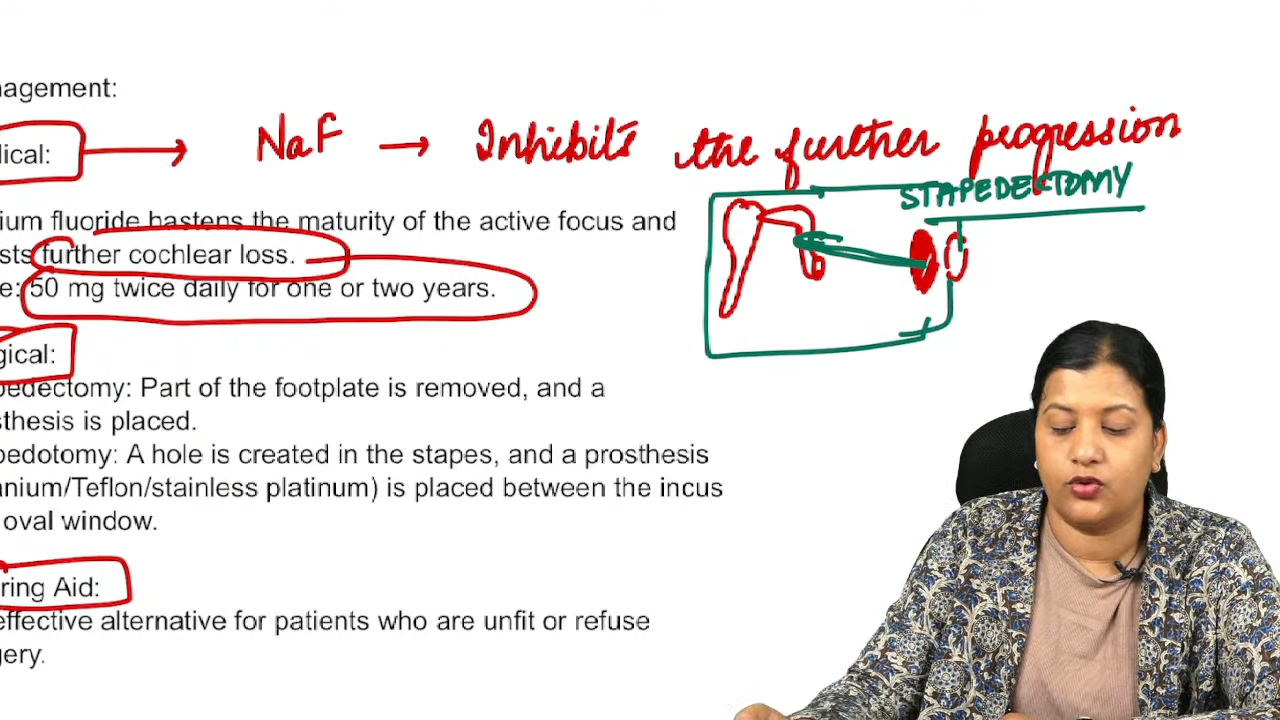 nagement:
NaF → Inhibits the further progression
dical:
STAPEDECTOMY
ium fluoride hastens the maturity of the active focus and
sts further cochlear loss.
e: 50 mg twice daily for one or two years.
gical:
pedectomy: Part of the footplate is removed, and a
sthesis is placed.
pedotomy: A hole is created in the stapes, and a prosthesis
nium/Teflon/stainless platinum) is placed between the incus
oval window.
ring Aid:
effective alternative for patients who are unfit or refuse
gery.